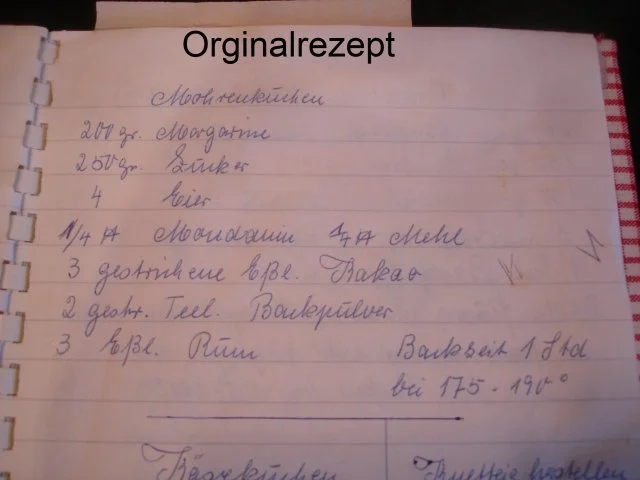 Orginalrezept
Mohrenkuchen
200 gr. Margarine
250 gr. Zucker
4 Eier
1/4 ℔ Mondamin 1/4 ℔ Mehl
3 gestrichene Eßl. Kakao
2 gestr. Teel. Backpulver
3 Eßl. Rum
Backzeit 1 Std
bei 175 - 190°
Käsekuchen